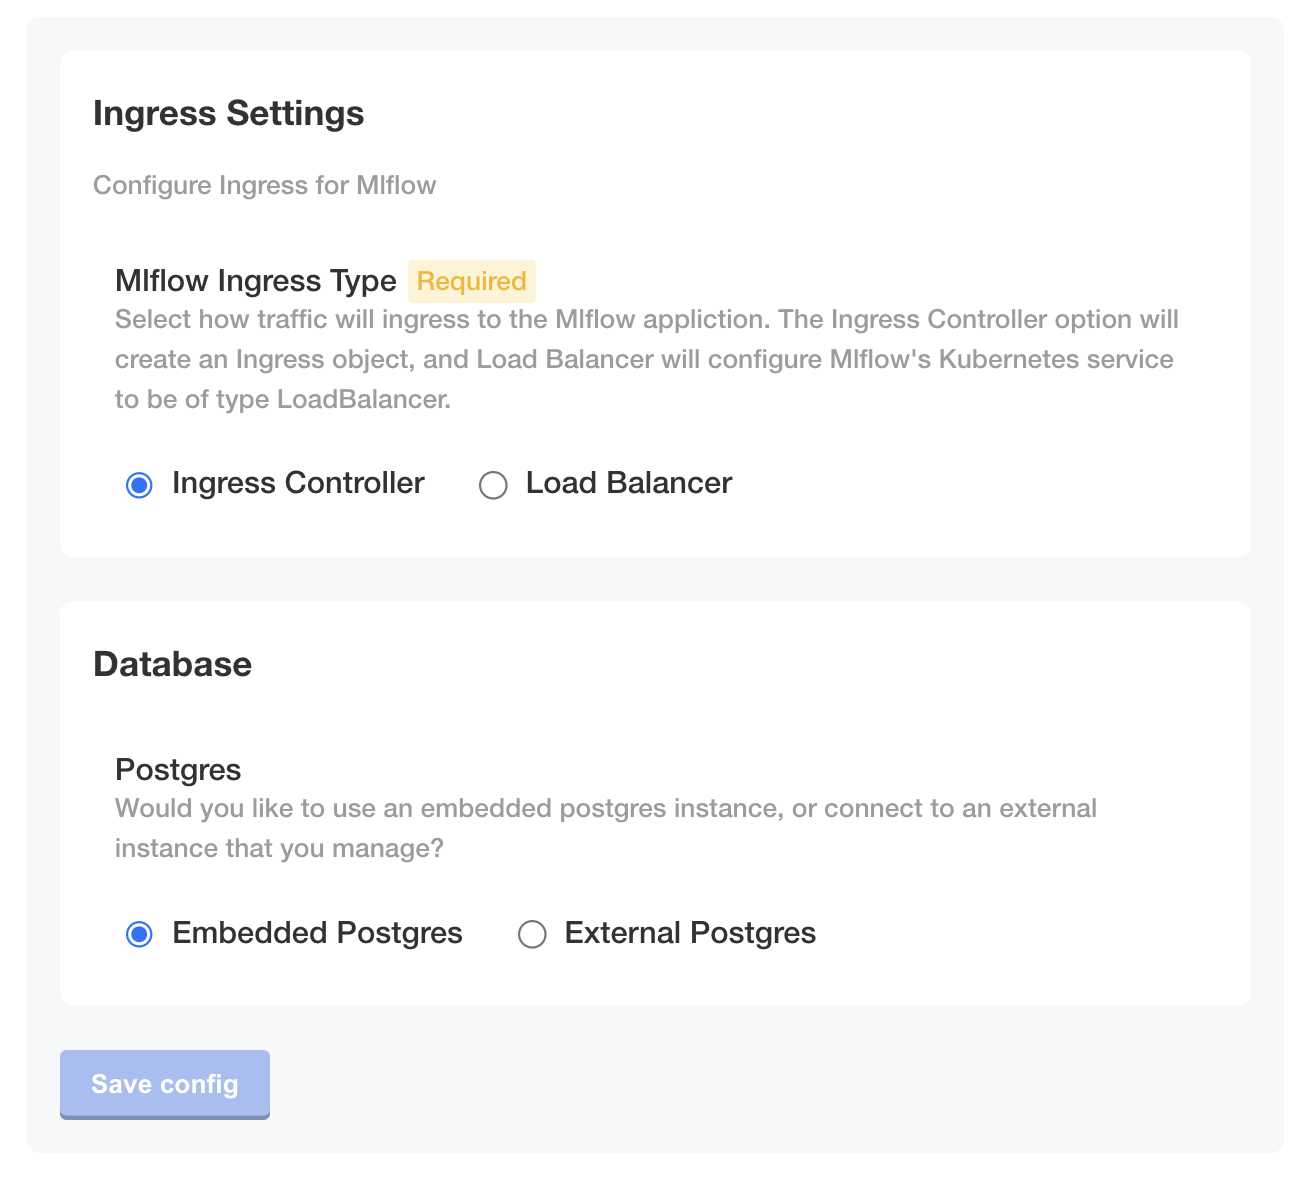 Ingress Settings
Configure Ingress for Mlflow
Mlflow Ingress Type Required
Select how traffic will ingress to the Mlflow appliction. The Ingress Controller option will
create an Ingress object, and Load Balancer will configure Mlflow's Kubernetes service
to be of type LoadBalancer.
Ingress Controller Load Balancer
Database
Postgres
Would you like to use an embedded postgres instance, or connect to an external
instance that you manage?
Embedded Postgres External Postgres
Save config